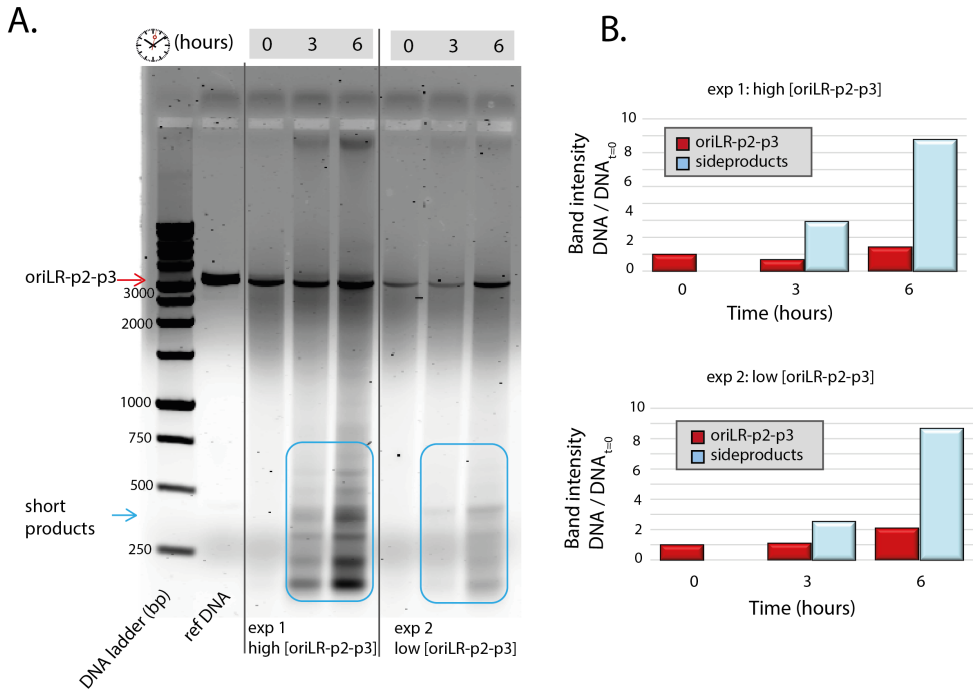 A.
(hours)
0 3 6 0 3 6
oriLR-p2-p3
3000
2000
1000
750
500
short
products
250
DNA ladder (bp)
ref DNA
exp 1
high [oriLR-p2-p3]
exp 2
low [oriLR-p2-p3]
B.
exp 1: high [oriLR-p2-p3]
Band intensity
DNA / DNAt=0
10
8
6
4
2
0
oriLR-p2-p3
sideproducts
0 3 6
Time (hours)
exp 2: low [oriLR-p2-p3]
Band intensity
DNA / DNAt=0
10
8
6
4
2
0
oriLR-p2-p3
sideproducts
0 3 6
Time (hours)